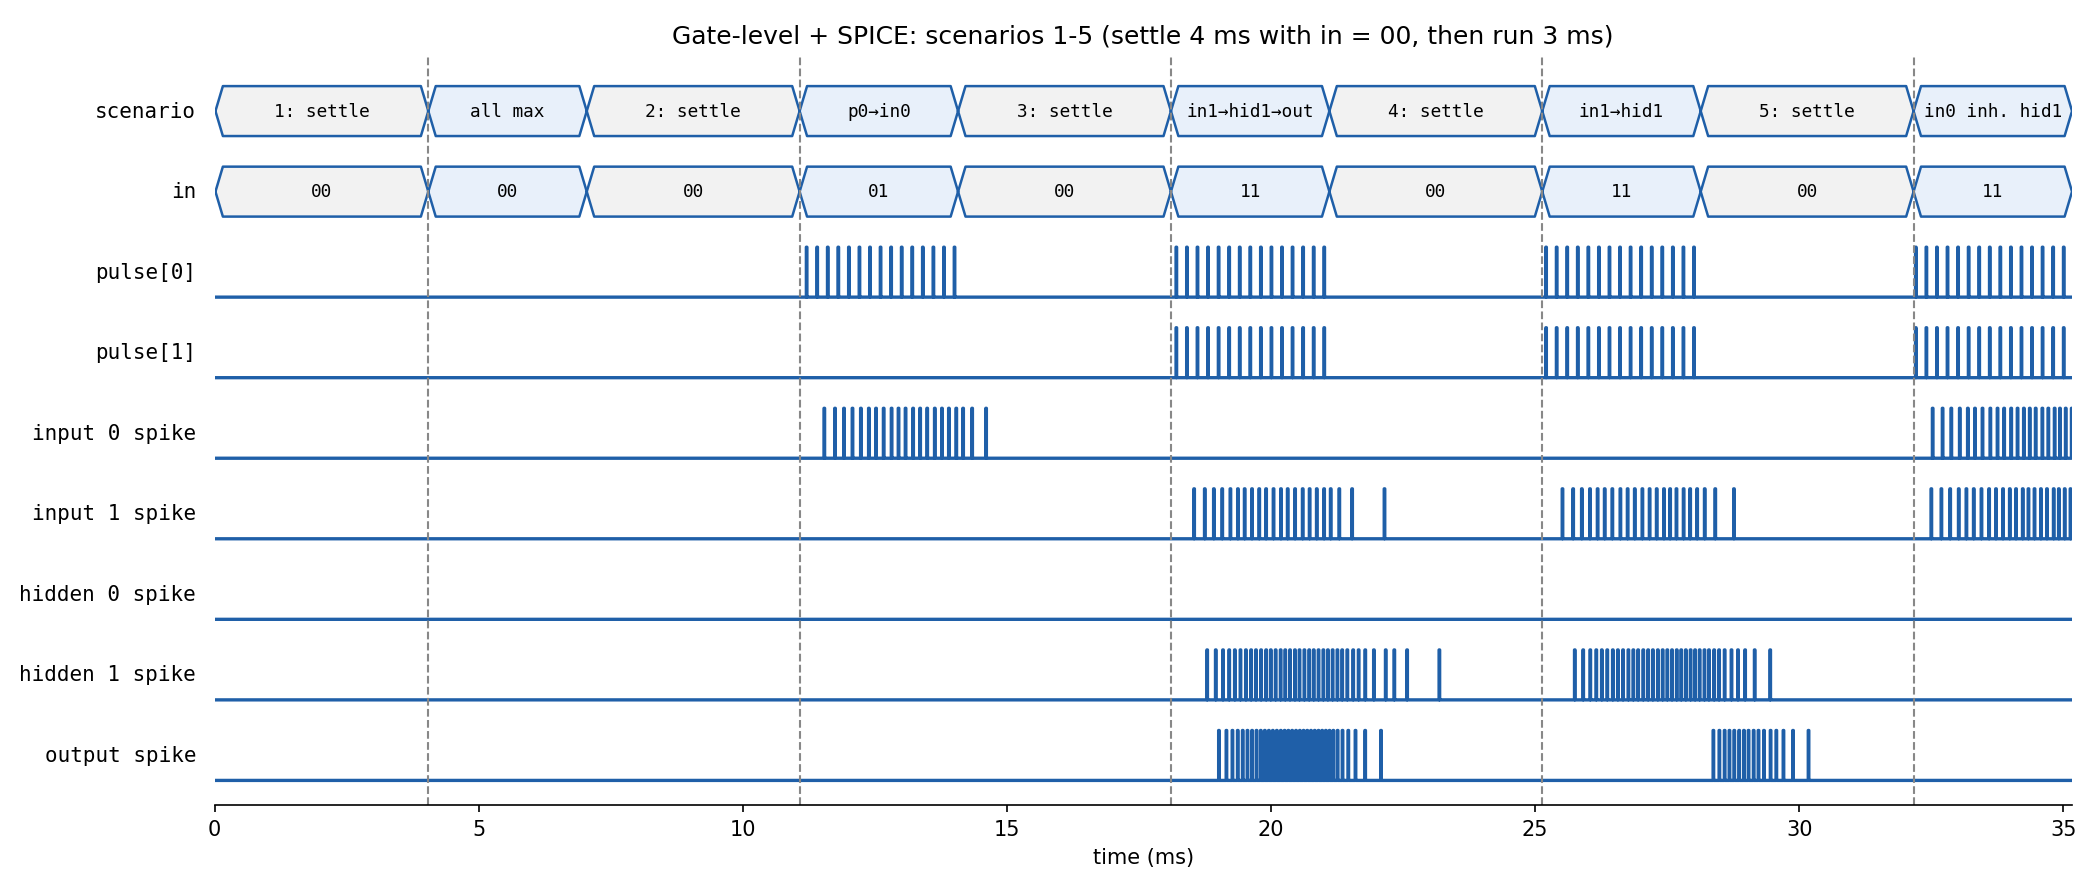 Gate-level + SPICE: scenarios 1-5 (settle 4 ms with in = 00, then run 3 ms)
scenario 1: settle all max 2: settle p0→in0 3: settle in1→hid1→out 4: settle in1→hid1 5: settle in0 inh. hid1
in 00 00 00 01 00 11 00 11 00 11
pulse[0]
pulse[1]
input 0 spike
input 1 spike
hidden 0 spike
hidden 1 spike
output spike
0 5 10 15 20 25 30 35
time (ms)